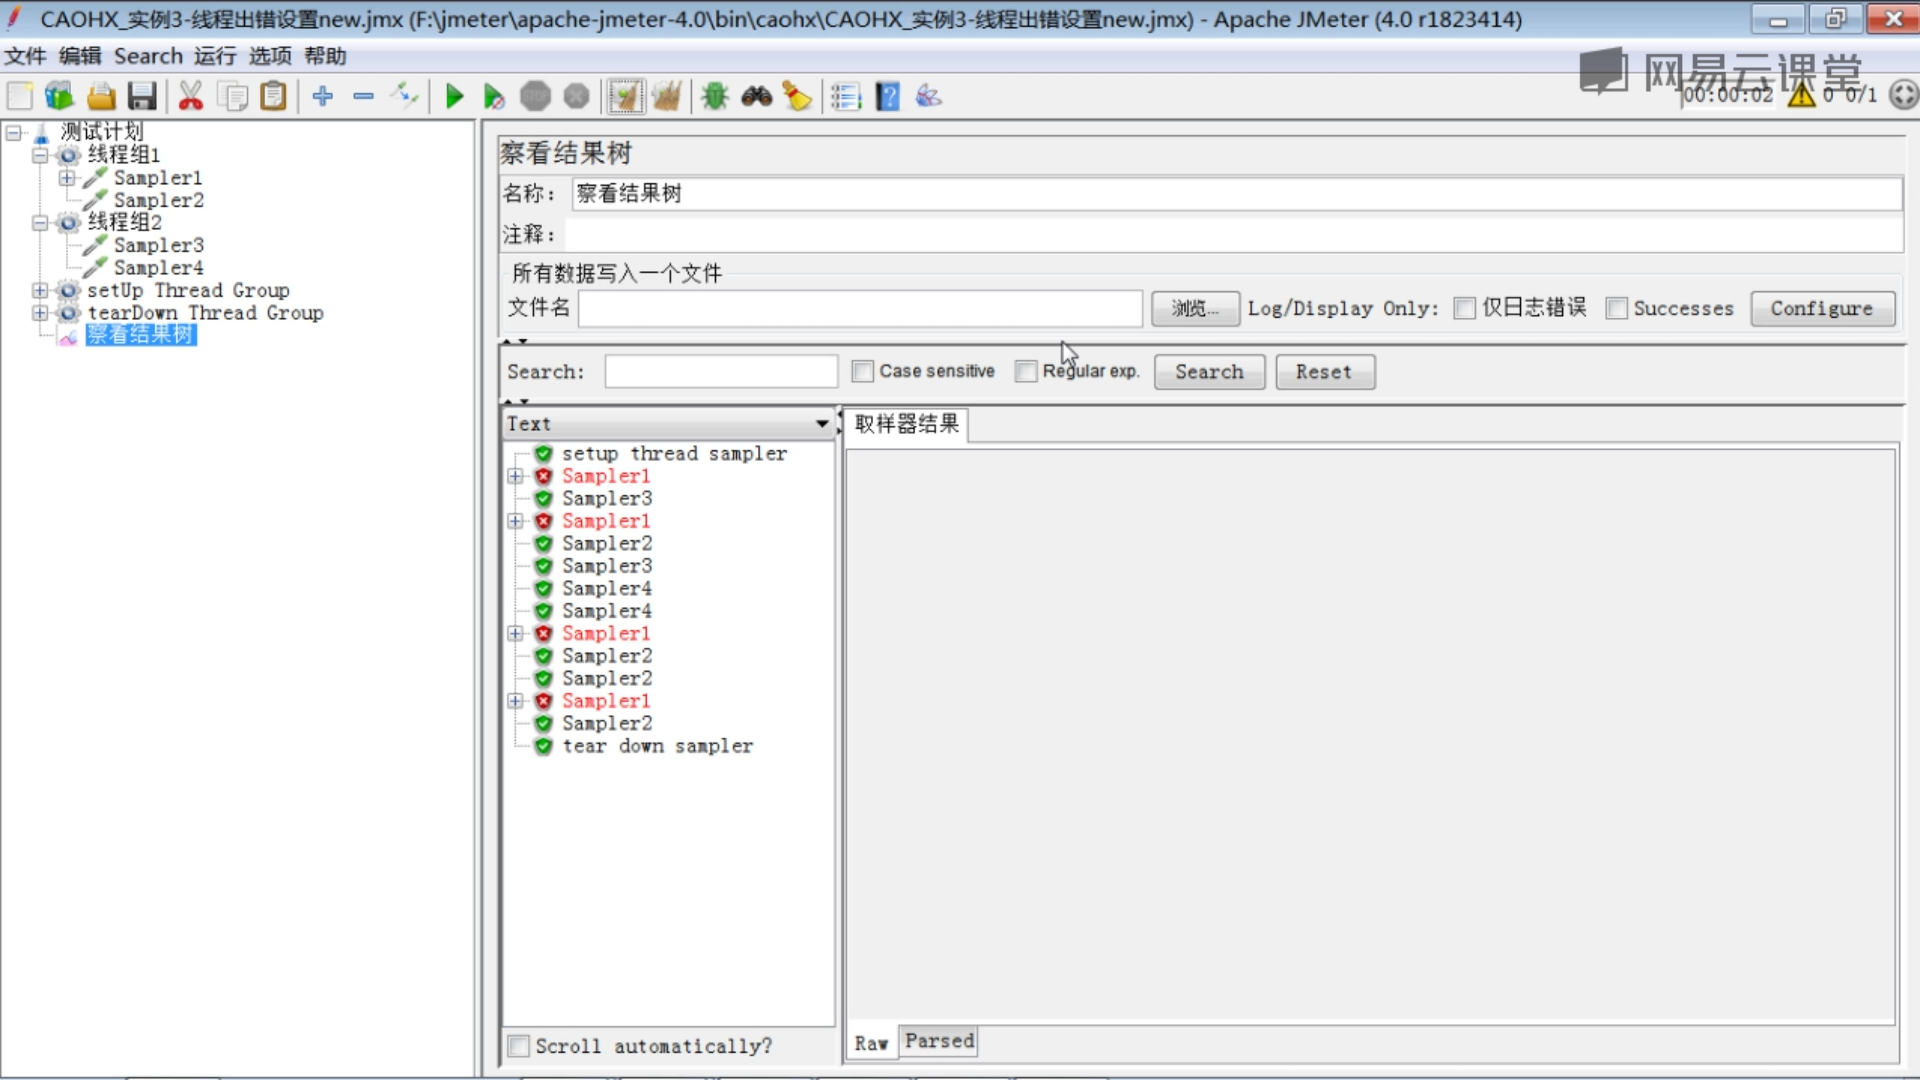 CAOHX_实例3-线程出错设置new.jmx (F:\jmeter\apache-jmeter-4.0\bin\caohx\CAOHX_实例3-线程出错设置new.jmx) - Apache JMeter (4.0 r1823414)
文件 编辑 Search 运行 选项 帮助
网易云课堂
00:00:02 0 0/1
测试计划
线程组1
Sampler1
Sampler2
线程组2
Sampler3
Sampler4
setUp Thread Group
tearDown Thread Group
察看结果树
察看结果树
名称： 察看结果树
注释：
所有数据写入一个文件
文件名 浏览... Log/Display Only: 仅日志错误 Successes Configure
Search: Case sensitive Regular exp. Search Reset
Text
取样器结果
setup thread sampler
Sampler1
Sampler3
Sampler1
Sampler2
Sampler3
Sampler4
Sampler4
Sampler1
Sampler2
Sampler2
Sampler1
Sampler2
tear down sampler
Scroll automatically?
Raw Parsed